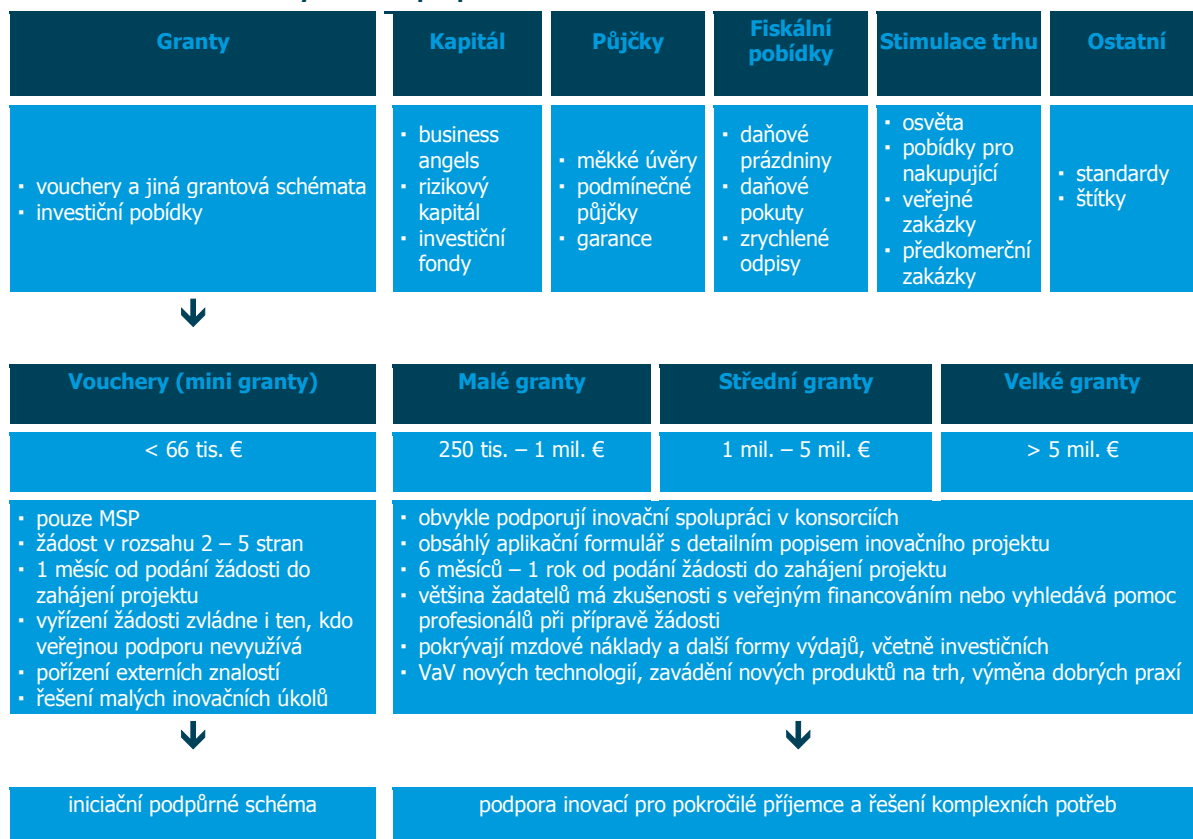 Granty
Kapitál
Půjčky
Fiskální
pobídky
Stimulace trhu
Ostatní
▪ vouchery a jiná grantová schémata
▪ investiční pobídky
▪ business
angels
▪ rizikový
kapitál
▪ investiční
fondy
▪ měkké úvěry
▪ podmínečné
půjčky
▪ garance
▪ daňové
prázdniny
▪ daňové
pokuty
▪ zrychlené
odpisy
▪ osvěta
▪ pobídky pro
nakupující
▪ veřejné
zakázky
▪ předkomerční
zakázky
▪ standardy
▪ štítky
Vouchery (mini granty)
Malé granty
Střední granty
Velké granty
< 66 tis. €
250 tis. – 1 mil. €
1 mil. – 5 mil. €
> 5 mil. €
▪ pouze MSP
▪ žádost v rozsahu 2 – 5 stran
▪ 1 měsíc od podání žádosti do
zahájení projektu
▪ vyřízení žádosti zvládne i ten, kdo
veřejnou podporu nevyužívá
▪ pořízení externích znalostí
▪ řešení malých inovačních úkolů
▪ obvykle podporují inovační spolupráci v konsorciích
▪ obsáhlý aplikační formulář s detailním popisem inovačního projektu
▪ 6 měsíců – 1 rok od podání žádosti do zahájení projektu
▪ většina žadatelů má zkušenosti s veřejným financováním nebo vyhledává pomoc
profesionálů při přípravě žádosti
▪ pokrývají mzdové náklady a další formy výdajů, včetně investičních
▪ VaV nových technologií, zavádění nových produktů na trh, výměna dobrých praxí
iniciační podpůrné schéma
podpora inovací pro pokročilé příjemce a řešení komplexních potřeb